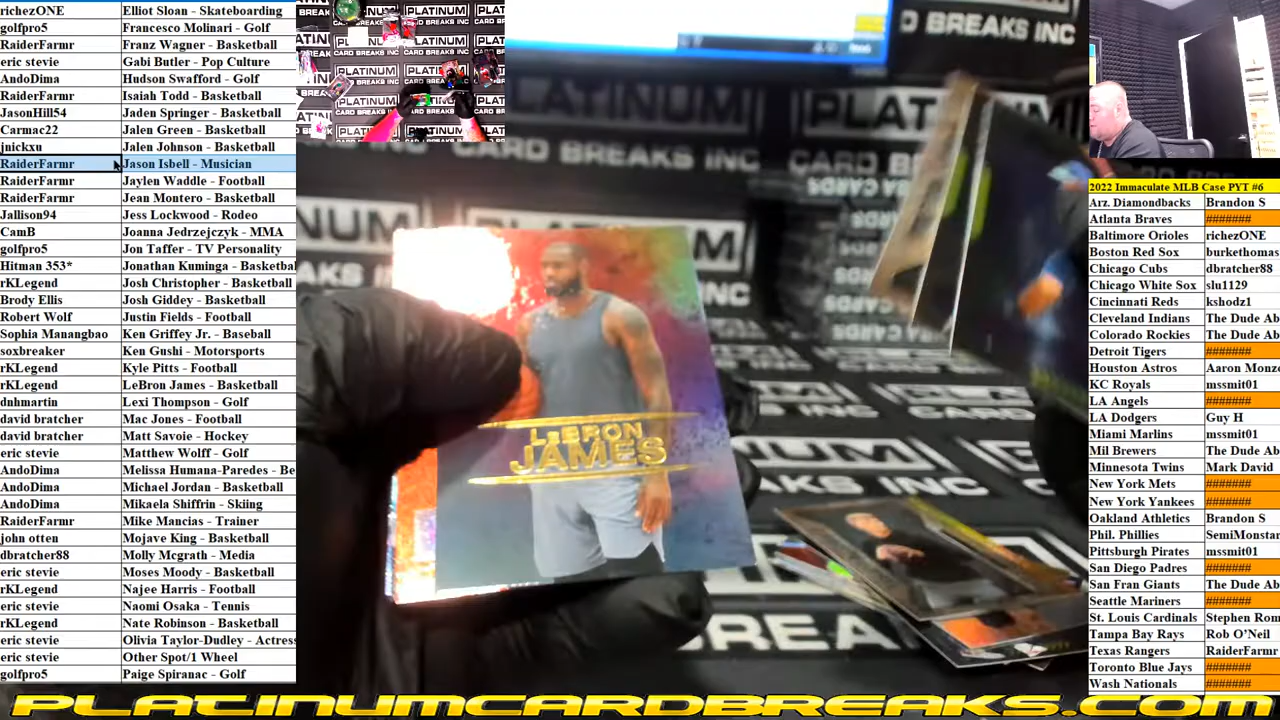 richezONE Elliot Sloan - Skateboarding
golfpro5 Francesco Molinari - Golf
RaiderFarmr Franz Wagner - Basketball
eric stevie Gabi Butler - Pop Culture
AndoDima Hudson Swafford - Golf
RaiderFarmr Isaiah Todd - Basketball
JasonHill54 Jaden Springer - Basketball
Carmac22 Jalen Green - Basketball
jnickxu Jalen Johnson - Basketball
RaiderFarmr Jason Isbell - Musician
RaiderFarmr Jaylen Waddle - Football
RaiderFarmr Jean Montero - Basketball
Jallison94 Jess Lockwood - Rodeo
CamB Joanna Jedrzejczyk - MMA
golfpro5 Jon Taffer - TV Personality
Hitman 353* Jonathan Kuminga - Basketbal
rKLegend Josh Christopher - Basketball
Brody Ellis Josh Giddey - Basketball
Robert Wolf Justin Fields - Football
Sophia Manangbao Ken Griffey Jr. - Baseball
soxbreaker Ken Gushi - Motorsports
rKLegend Kyle Pitts - Football
rKLegend LeBron James - Basketball
dnhmartin Lexi Thompson - Golf
david bratcher Mac Jones - Football
david bratcher Matt Savoie - Hockey
eric stevie Matthew Wolff - Golf
AndoDima Melissa Humana-Paredes - Be
AndoDima Michael Jordan - Basketball
AndoDima Mikaela Shiffrin - Skiing
RaiderFarmr Mike Mancias - Trainer
john otten Mojave King - Basketball
dbratcher88 Molly Mcgrath - Media
eric stevie Moses Moody - Basketball
rKLegend Najee Harris - Football
eric stevie Naomi Osaka - Tennis
rKLegend Nate Robinson - Basketball
eric stevie Olivia Taylor-Dudley - Actress
eric stevie Other Spot/1 Wheel
golfpro5 Paige Spiranac - Golf
PLATINUM
CARD BREAKS INC
LEBRON
JAMES
2022 Immaculate MLB Case PYT #6
Arz. Diamondbacks Brandon S
Atlanta Braves #######
Baltimore Orioles richezONE
Boston Red Sox burkethomas
Chicago Cubs dbratcher88
Chicago White Sox slu1129
Cincinnati Reds kshodz1
Cleveland Indians The Dude Ab
Colorado Rockies The Dude Ab
Detroit Tigers #######
Houston Astros Aaron Monze
KC Royals mssmit01
LA Angels #######
LA Dodgers Guy H
Miami Marlins mssmit01
Mil Brewers The Dude Ab
Minnesota Twins Mark David
New York Mets #######
New York Yankees #######
Oakland Athletics Brandon S
Phil. Phillies SemiMonstar
Pittsburgh Pirates mssmit01
San Diego Padres #######
San Fran Giants The Dude Ab
Seattle Mariners #######
St. Louis Cardinals Stephen Rom
Tampa Bay Rays Rob O'Neil
Texas Rangers RaiderFarmr
Toronto Blue Jays #######
Wash Nationals #######
PLATINUMCARDBREAKS.COM